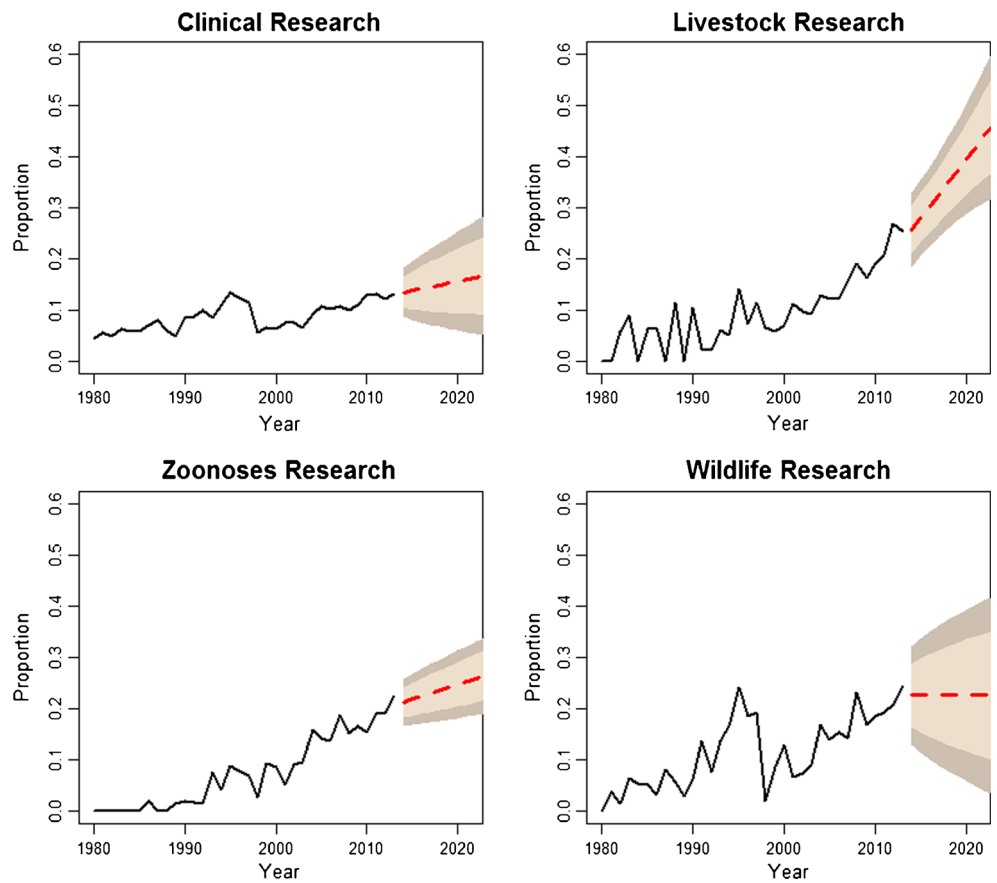 Clinical Research
Proportion
0.0 0.1 0.2 0.3 0.4 0.5 0.6
1980 1990 2000 2010 2020
Year
Livestock Research
Proportion
0.0 0.1 0.2 0.3 0.4 0.5 0.6
1980 1990 2000 2010 2020
Year
Zoonoses Research
Proportion
0.0 0.1 0.2 0.3 0.4 0.5 0.6
1980 1990 2000 2010 2020
Year
Wildlife Research
Proportion
0.0 0.1 0.2 0.3 0.4 0.5 0.6
1980 1990 2000 2010 2020
Year